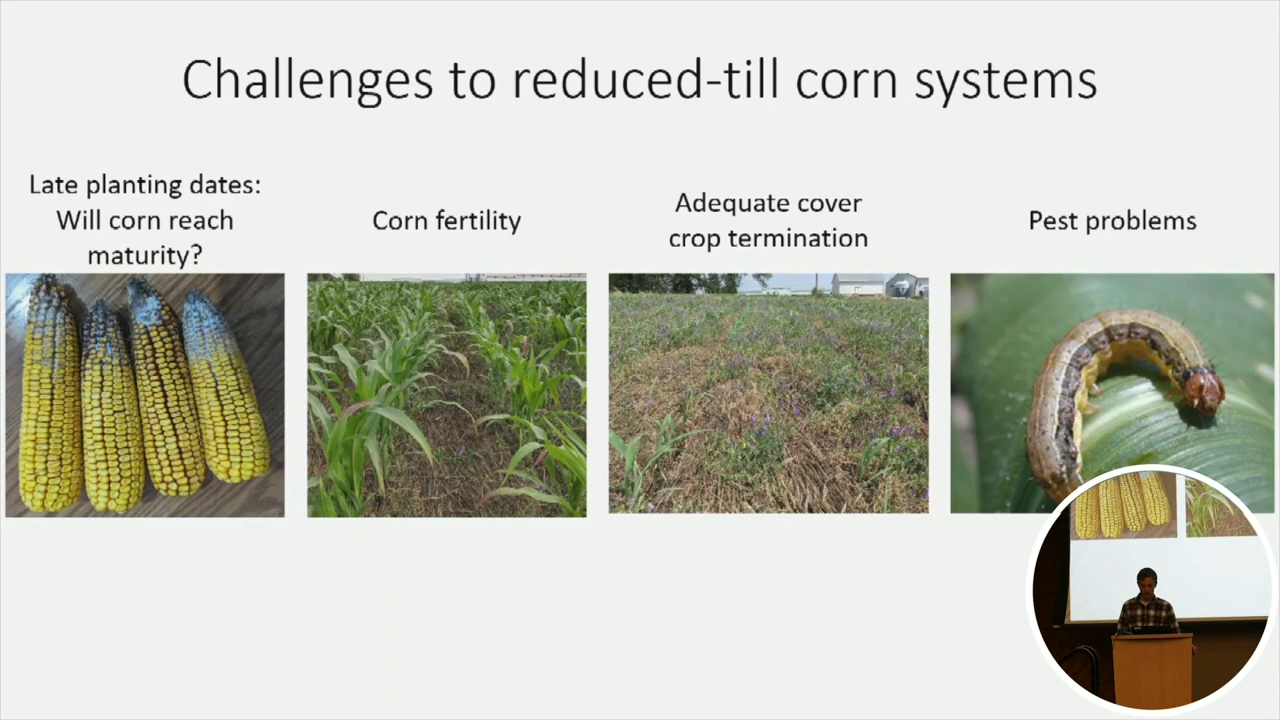 Challenges to reduced-till corn systems
Late planting dates:
Will corn reach
maturity?
Corn fertility
Adequate cover
crop termination
Pest problems